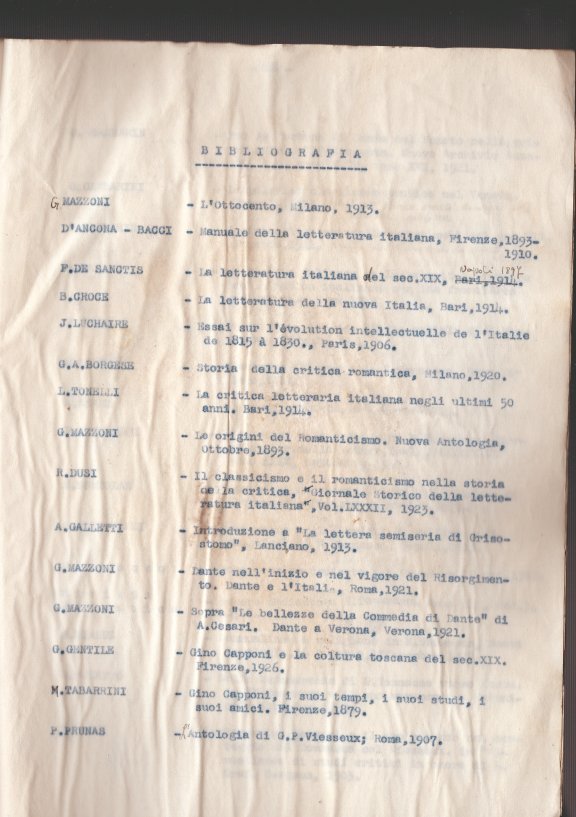 BIBLIOGRAFIA
G MAZZONI - L'Ottocento, Milano, 1913.
D'ANCONA - BACCI - Manuale della letteratura italiana, Firenze,1893-
1910.
Napoli 1897
F.DE SANCTIS - La letteratura italiana del sec.XIX, Bari,1914.
B.CROCE - La letteratura della nuova Italia, Bari,1914.
J.LUCHAIRE - Essai sur l'évolution intellectuelle de l'Italie
de 1815 à 1830., Paris,1906.
G.A.BORGESE - Storia della critica romantica, Milano,1920.
L.TONELLI - La critica letteraria italiana negli ultimi 50
anni. Bari,1914.
G.MAZZONI - Le origini del Romanticismo. Nuova Antologia,
Ottobre,1893.
R.DUSI - Il classicismo e il romanticismo nella storia
della critica, "Giornale Storico della lette-
ratura italiana",Vol.LXXXII, 1923.
A.GALLETTI - Introduzione a "La lettera semiseria di Griso-
stomo", Lanciano, 1913.
G.MAZZONI - Dante nell'inizio e nel vigore del Risorgimen-
to. Dante e l'Italia, Roma,1921.
G.MAZZONI - Sopra "Le bellezze della Commedia di Dante" di
A.Cesari. Dante a Verona, Verona,1921.
G.GENTILE - Gino Capponi e la coltura toscana del sec.XIX.
Firenze,1926.
M.TABARRINI - Gino Capponi, i suoi tempi, i suoi studi, i
suoi amici. Firenze,1879.
P.PRUNAS - l'Antologia di G.P.Viesseux; Roma,1907.